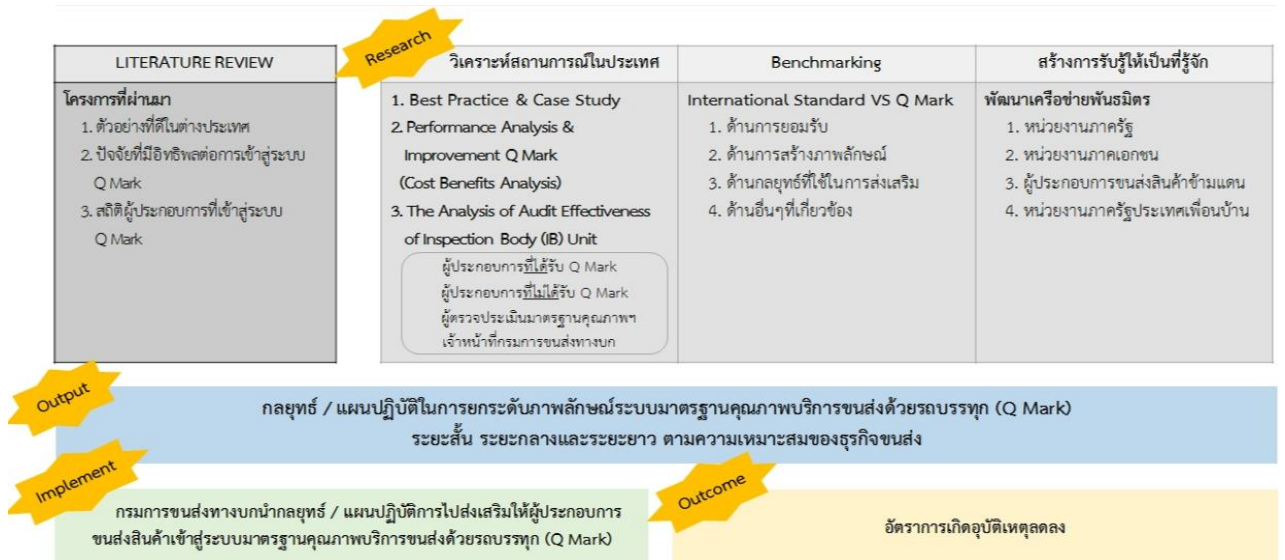 LITERATURE REVIEW
โครงการที่ผ่านมา
1. ตัวอย่างที่ดีในต่างประเทศ
2. ปัจจัยที่มีอิทธิพลต่อการเข้าสู่ระบบ
Q Mark
3. สถิติผู้ประกอบการที่เข้าสู่ระบบ
Q Mark
Research
วิเคราะห์สถานการณ์ในประเทศ
1. Best Practice & Case Study
2. Performance Analysis &
Improvement Q Mark
(Cost Benefits Analysis)
3. The Analysis of Audit Effectiveness
of Inspection Body (IB) Unit
ผู้ประกอบการที่ได้รับ Q Mark
ผู้ประกอบการที่ไม่ได้รับ Q Mark
ผู้ตรวจประเมินมาตรฐานคุณภาพฯ
เจ้าหน้าที่กรมการขนส่งทางบก
Benchmarking
International Standard VS Q Mark
1. ด้านการยอมรับ
2. ด้านการสร้างภาพลักษณ์
3. ด้านกลยุทธ์ที่ใช้ในการส่งเสริม
4. ด้านอื่นๆที่เกี่ยวข้อง
สร้างการรับรู้ให้เป็นที่รู้จัก
พัฒนาเครือข่ายพันธมิตร
1. หน่วยงานภาครัฐ
2. หน่วยงานภาคเอกชน
3. ผู้ประกอบการขนส่งสินค้าข้ามแดน
4. หน่วยงานภาครัฐประเทศเพื่อนบ้าน
Output
กลยุทธ์ / แผนปฏิบัติในการยกระดับภาพลักษณ์ระบบมาตรฐานคุณภาพบริการขนส่งด้วยรถบรรทุก (Q Mark)
ระยะสั้น ระยะกลางและระยะยาว ตามความเหมาะสมของธุรกิจขนส่ง
Implement
กรมการขนส่งทางบกนำกลยุทธ์ / แผนปฏิบัติการไปส่งเสริมให้ผู้ประกอบการ
ขนส่งสินค้าเข้าสู่ระบบมาตรฐานคุณภาพบริการขนส่งด้วยรถบรรทุก (Q Mark)
Outcome
อัตราการเกิดอุบัติเหตุลดลง